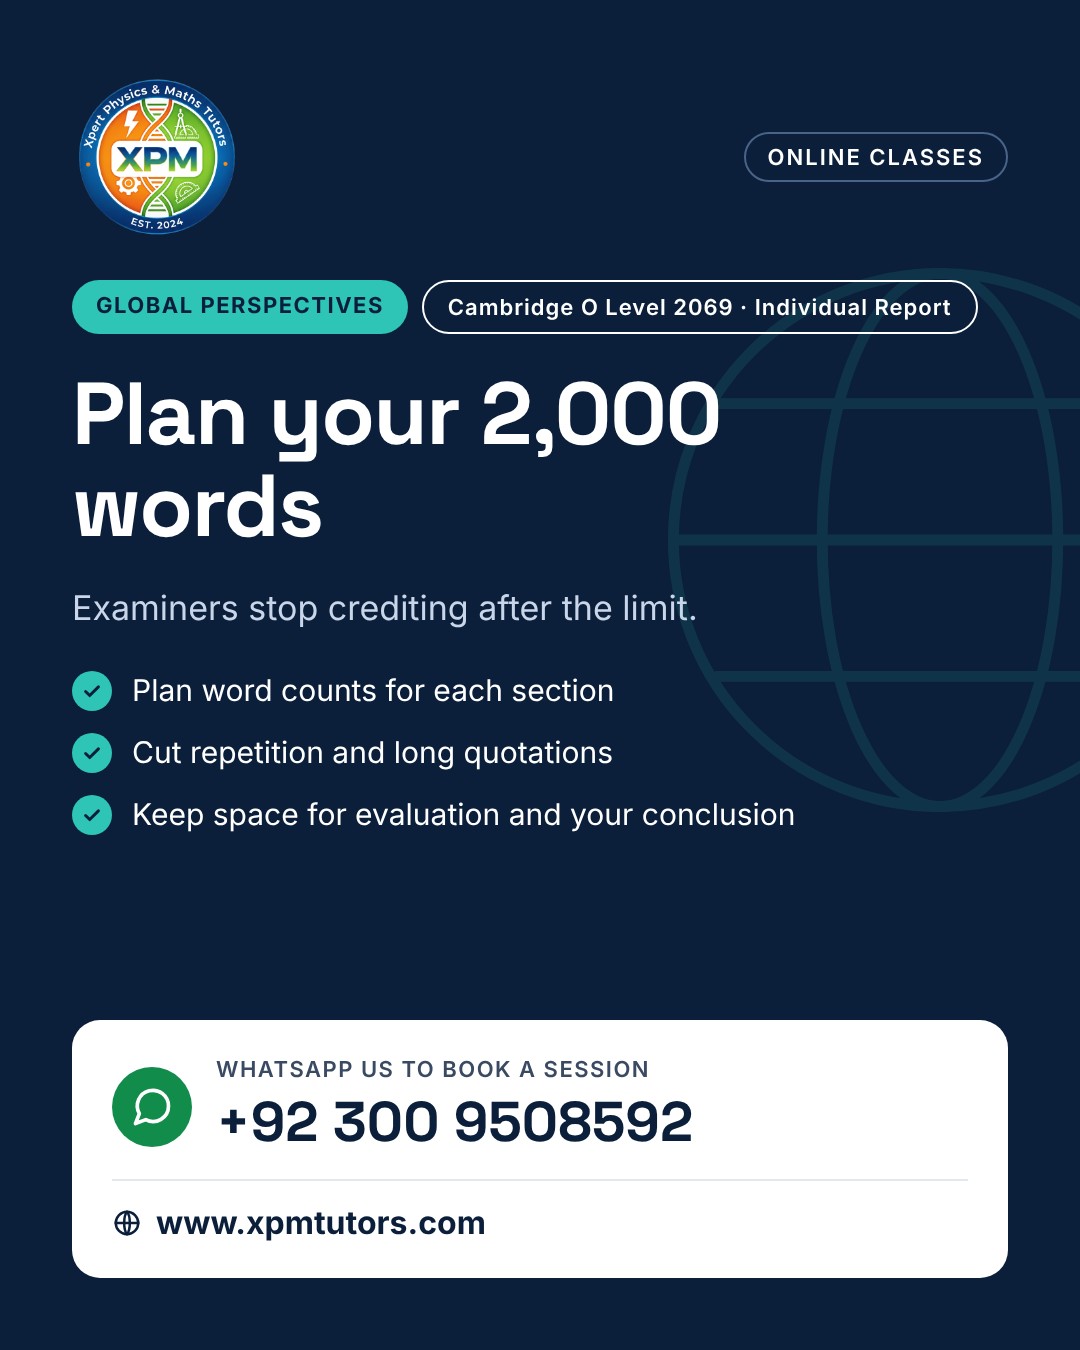 Xpert Physics & Maths Tutors
XPM
EST. 2024
ONLINE CLASSES
GLOBAL PERSPECTIVES
Cambridge O Level 2069 · Individual Report
Plan your 2,000
words
Examiners stop crediting after the limit.
Plan word counts for each section
Cut repetition and long quotations
Keep space for evaluation and your conclusion
WHATSAPP US TO BOOK A SESSION
+92 300 9508592
www.xpmtutors.com